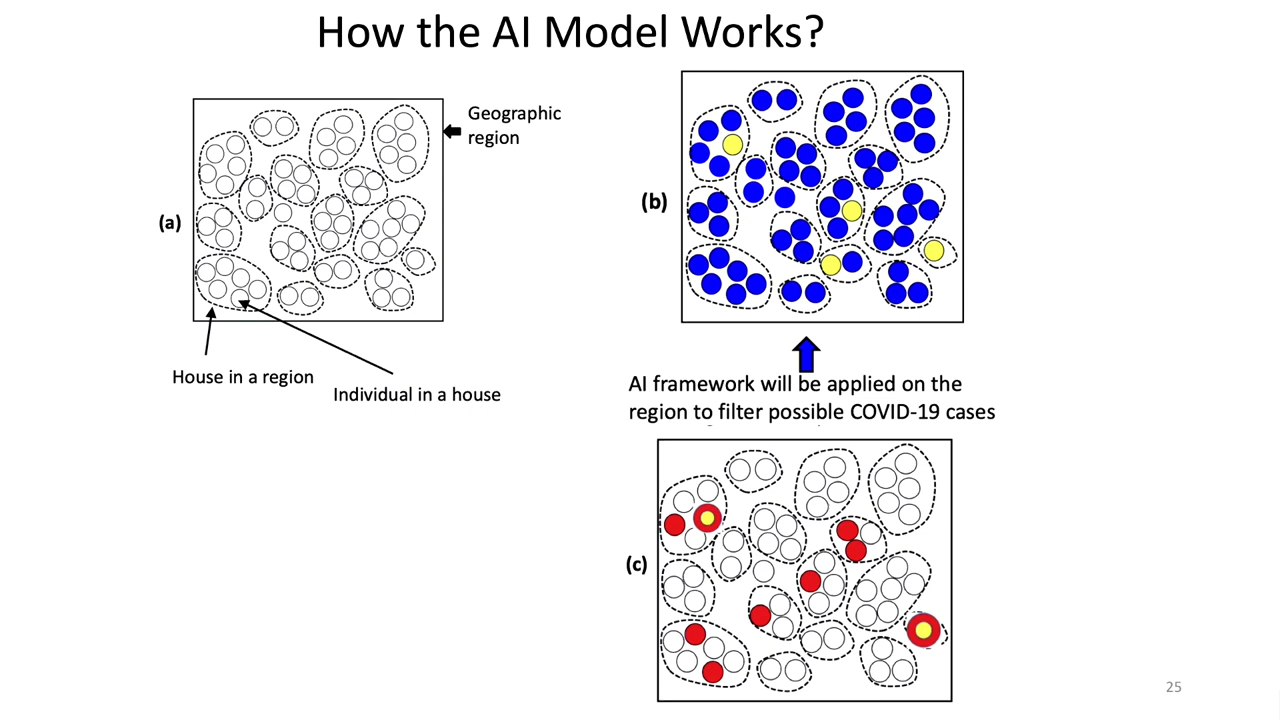 How the AI Model Works?
Geographic
region
(a)
House in a region
Individual in a house
(b)
AI framework will be applied on the
region to filter possible COVID-19 cases
(c)
25